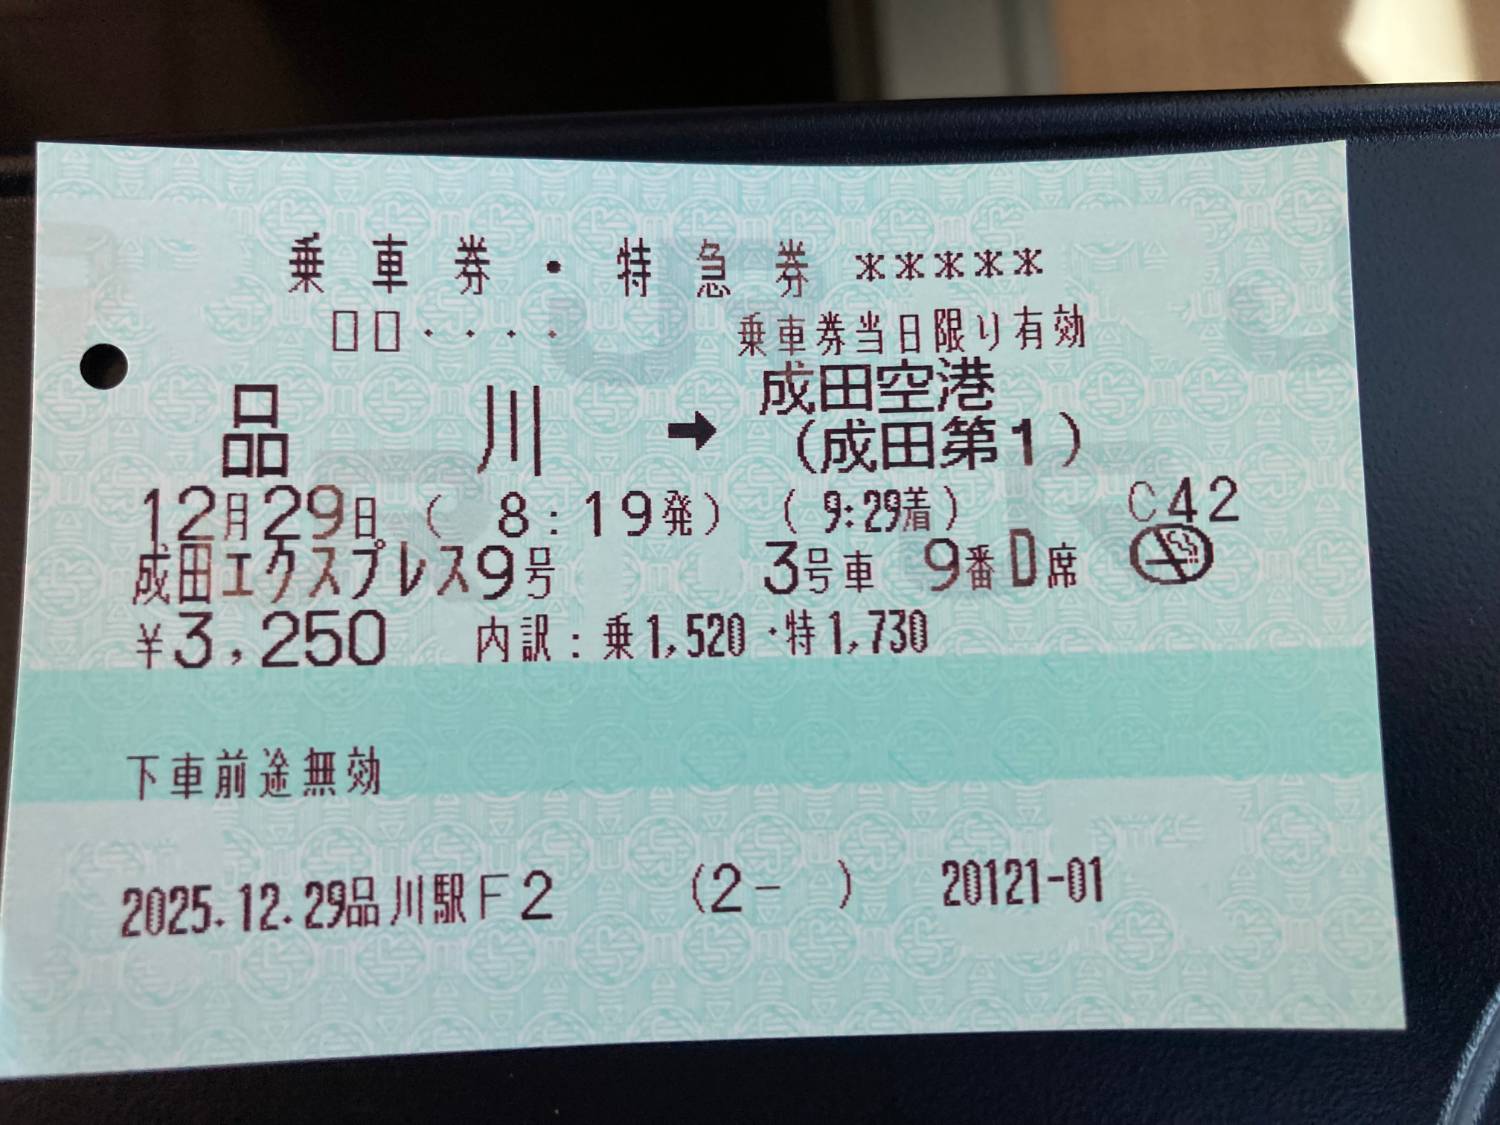 乗車券・特急券 *****
□□・・・・ 乗車券当日限り有効
品川 → 成田空港
(成田第1)
12月29日 ( 8:19発) ( 9:29着) C42
成田エクスプレス9号 3号車 9番D席
¥3,250 内訳:乗1,520・特1,730
下車前途無効
2025.12.29品川駅F2 (2- ) 20121-01